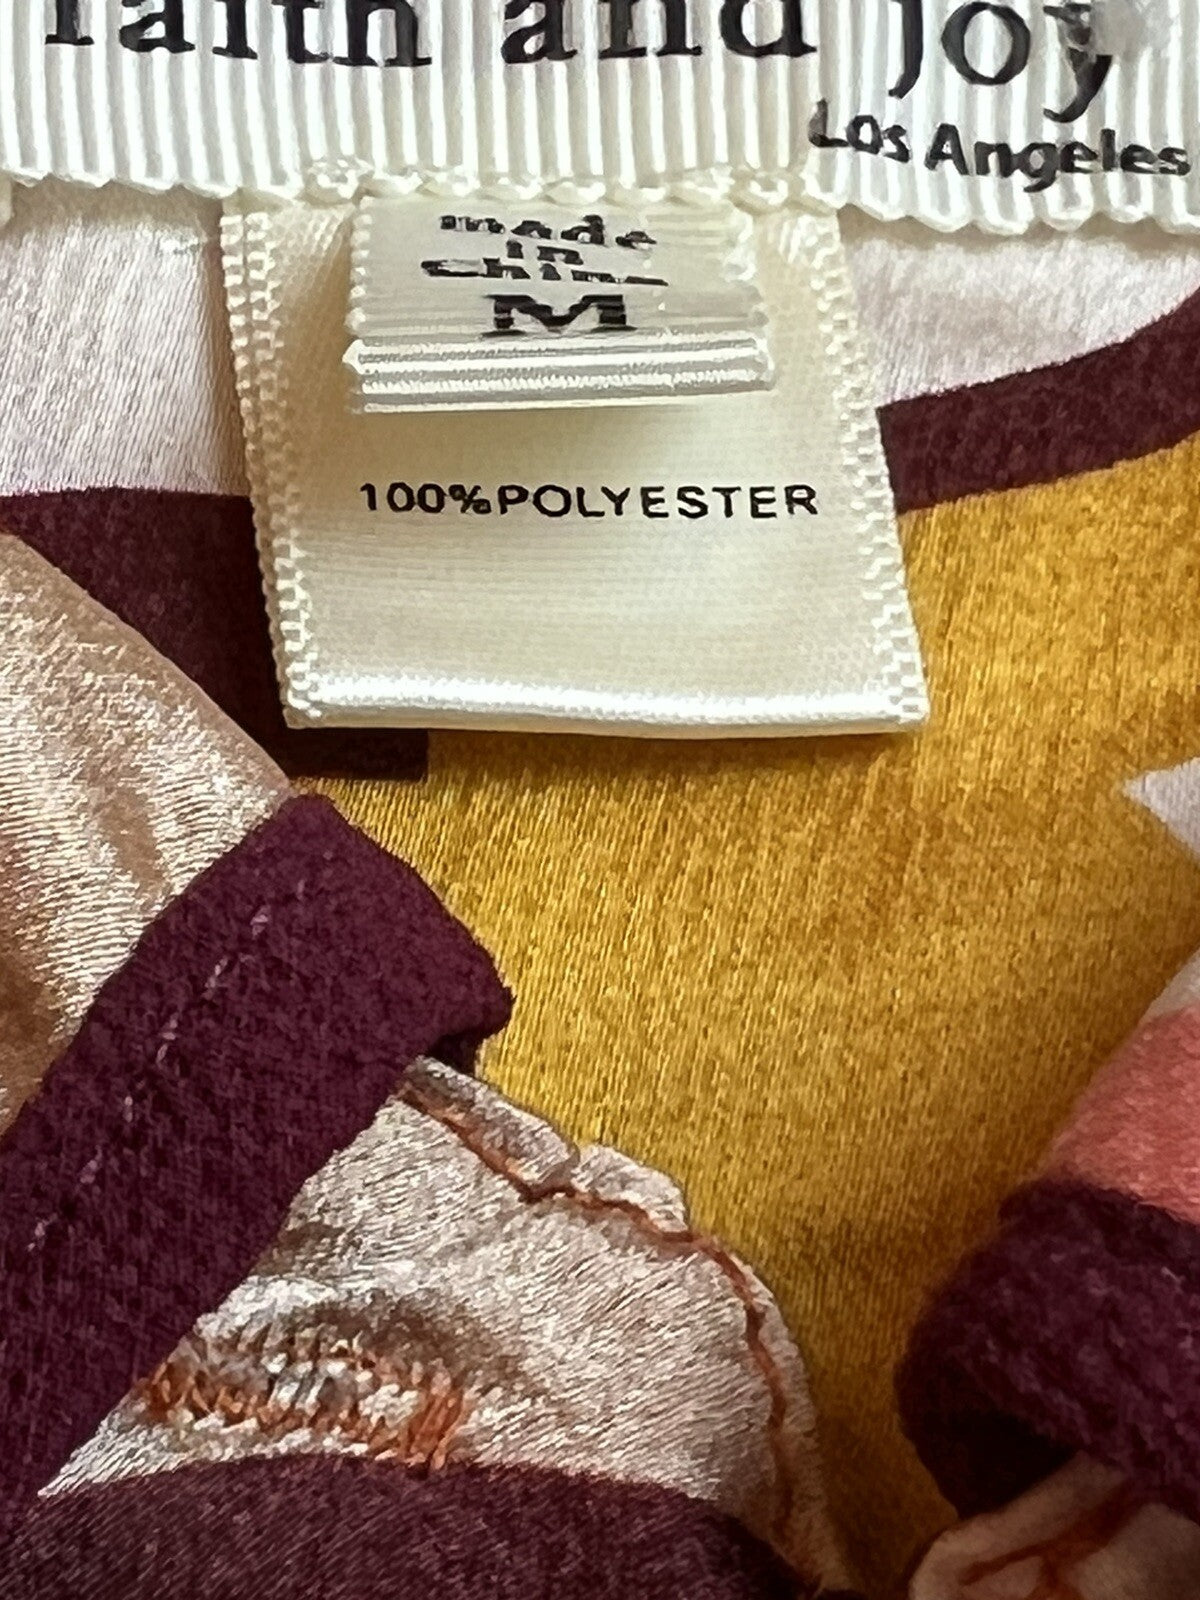 faith and joy
Los Angeles
made
in
china
M
100%POLYESTER